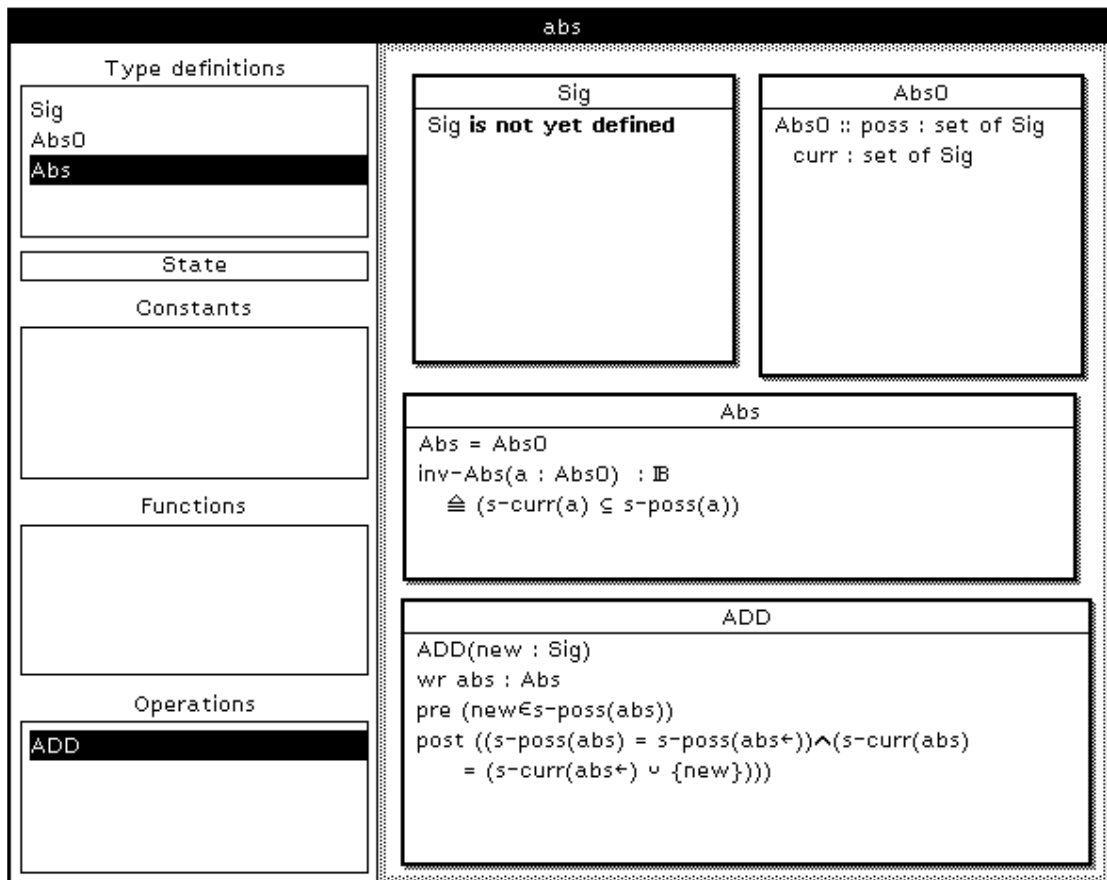 abs
Type definitions
Sig
Abs0
Abs
State
Constants
Functions
Operations
ADD
Sig
Sig is not yet defined
Abs0
Abs0 :: poss : set of Sig
curr : set of Sig
Abs
Abs = Abs0
inv-Abs(a : Abs0) : 𝔹
≙ (s-curr(a) ⊆ s-poss(a))
ADD
ADD(new : Sig)
wr abs : Abs
pre (new∈s-poss(abs))
post ((s-poss(abs) = s-poss(abs←))∧(s-curr(abs)
= (s-curr(abs←) ∪ {new})))